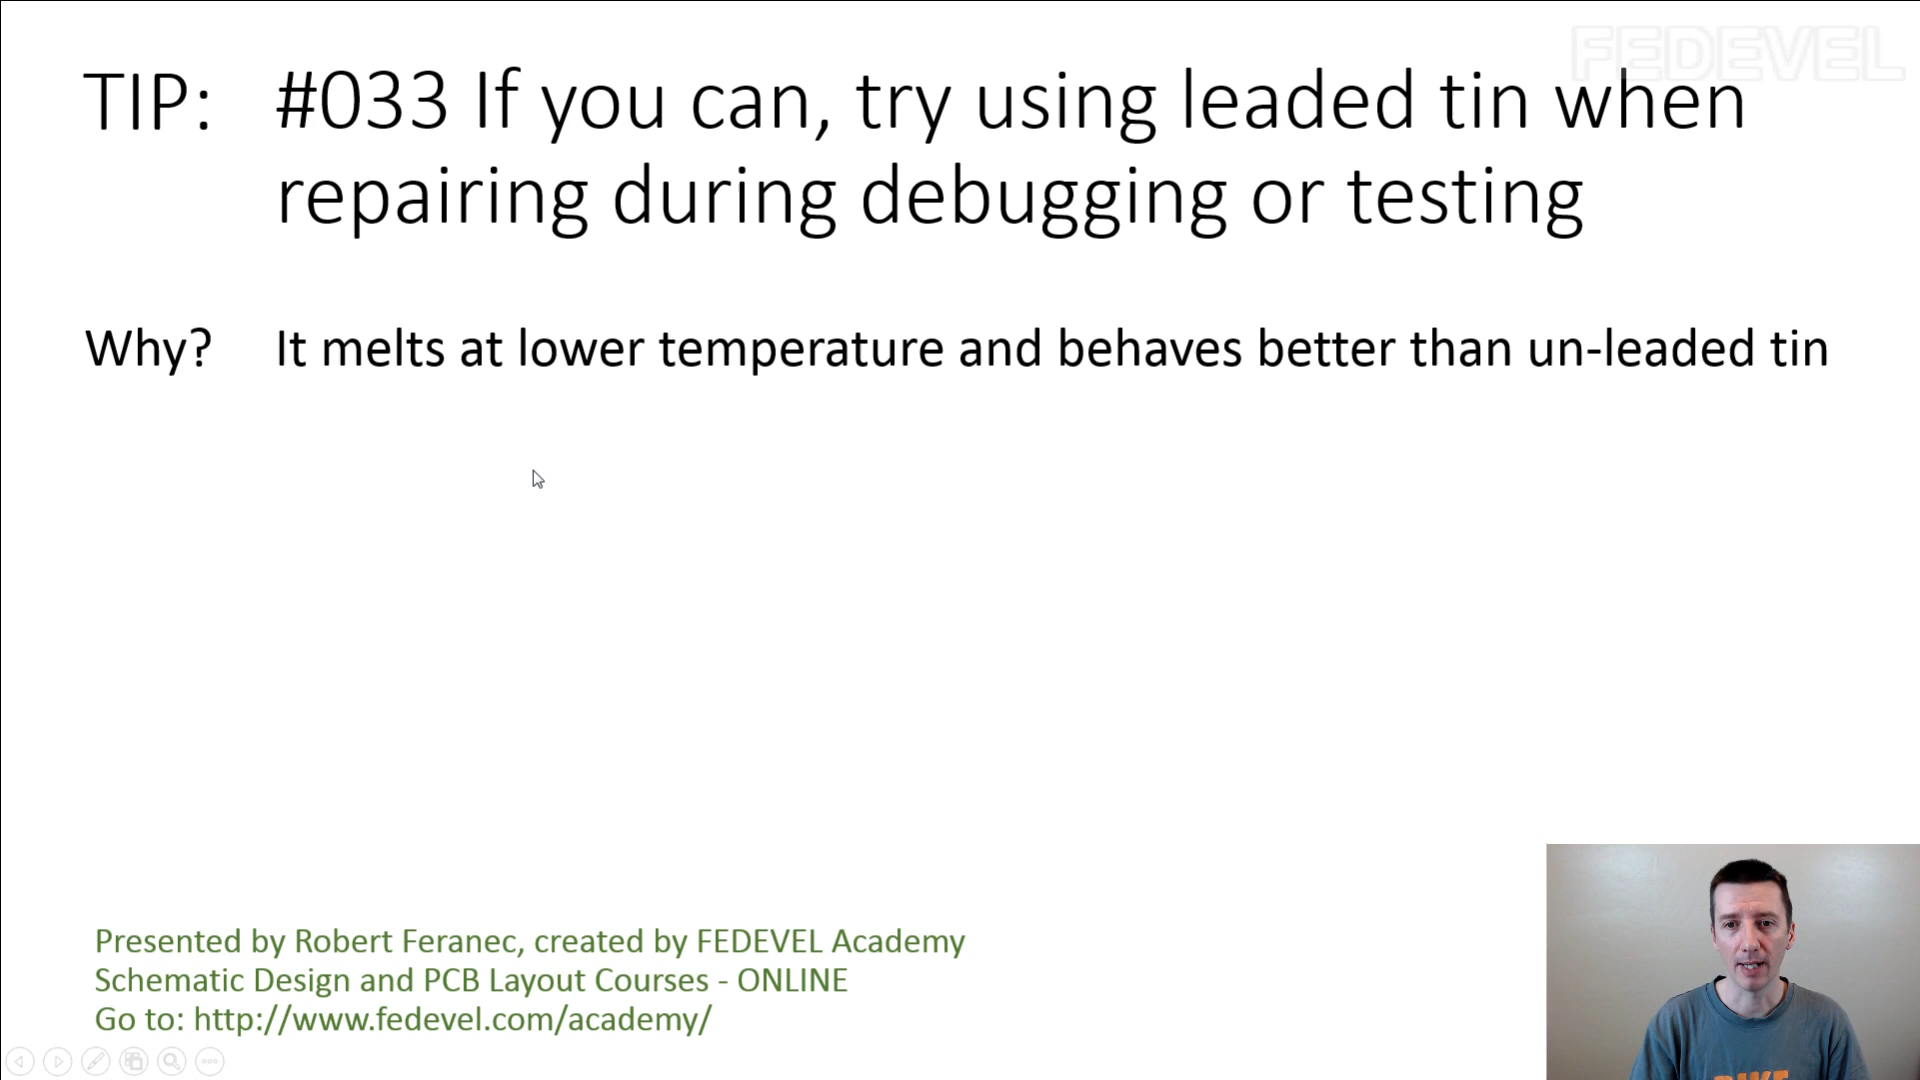 FEDEVEL
TIP: #033 If you can, try using leaded tin when
repairing during debugging or testing
Why? It melts at lower temperature and behaves better than un-leaded tin
Presented by Robert Feranec, created by FEDEVEL Academy
Schematic Design and PCB Layout Courses - ONLINE
Go to: http://www.fedevel.com/academy/